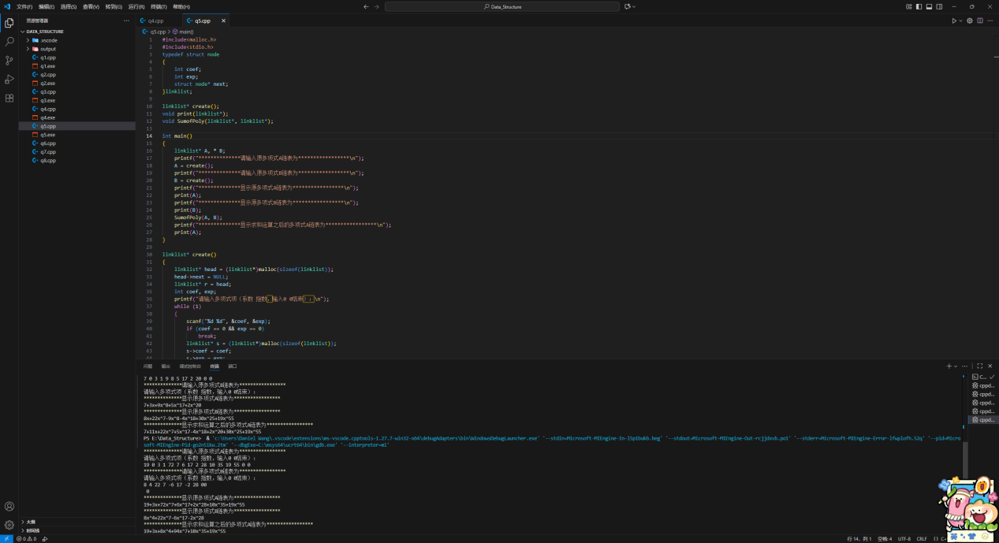 文件(F) 编辑(E) 选择(S) 查看(V) 转到(G) 运行(R) 终端(T) 帮助(H)
Data_Structure
资源管理器
q4.cpp
q5.cpp
DATA_STRUCTURE
.vscode
output
q1.cpp
q1.exe
q2.cpp
q2.exe
q3.cpp
q3.exe
q4.cpp
q4.exe
q5.cpp
q5.exe
q6.cpp
q7.cpp
q8.cpp
q5.cpp > main()
1 #include<malloc.h>
2 #include<stdio.h>
3 typedef struct node
4 {
5 int coef;
6 int exp;
7 struct node* next;
8 }linklist;
9
10 linklist* create();
11 void print(linklist*);
12 void SumofPoly(linklist*, linklist*);
13
14 int main()
15 {
16 linklist* A, * B;
17 printf("**************请输入原多项式A链表为*****************\n");
18 A = create();
19 printf("**************请输入原多项式B链表为*****************\n");
20 B = create();
21 printf("**************显示原多项式A链表为*****************\n");
22 print(A);
23 printf("**************显示原多项式B链表为*****************\n");
24 print(B);
25 SumofPoly(A, B);
26 printf("**************显示求和运算之后的多项式A链表为*****************\n");
27 print(A);
28 }
29
30 linklist* create()
31 {
32 linklist* head = (linklist*)malloc(sizeof(linklist));
33 head->next = NULL;
34 linklist* r = head;
35 int coef, exp;
36 printf("请输入多项式项（系数 指数，输入0 0结束）：\n");
37 while (1)
38 {
39 scanf("%d %d", &coef, &exp);
40 if (coef == 0 && exp == 0)
41 break;
42 linklist* s = (linklist*)malloc(sizeof(linklist));
43 s->coef = coef;
44 s->exp = exp;
问题 输出 调试控制台 终端 端口
7 0 3 1 9 8 5 17 2 20 0 0
**************请输入原多项式B链表为*****************
请输入多项式项（系数 指数，输入0 0结束）：
**************显示原多项式A链表为*****************
7+3x+9x^8+5x^17+2x^20
**************显示原多项式B链表为*****************
8x+22x^7-9x^8-4x^18+30x^25+19x^55
**************显示求和运算之后的多项式A链表为*****************
7+11x+22x^7+5x^17-4x^18+2x^20+30x^25+19x^55
PS E:\Data_Structure> & 'c:\Users\Daniel Wang\.vscode\extensions\ms-vscode.cpptools-1.27.7-win32-x64\debugAdapters\bin\WindowsDebugLauncher.exe' '--stdin=Microsoft-MIEngine-In-l5p1bukh.beg' '--stdout=Microsoft-MIEngine-Out-rcjjbxvb.po1' '--stderr=Microsoft-MIEngine-Error-lfwplofh.52q' '--pid=Micro
soft-MIEngine-Pid-go2n51kw.2tm' '--dbgExe=C:\msys64\ucrt64\bin\gdb.exe' '--interpreter=mi'
**************请输入原多项式A链表为*****************
请输入多项式项（系数 指数，输入0 0结束）：
19 0 3 1 72 7 6 17 2 28 10 35 19 55 0 0
**************请输入原多项式B链表为*****************
请输入多项式项（系数 指数，输入0 0结束）：
8 4 22 7 -6 17 -2 28 00
0
**************显示原多项式A链表为*****************
19+3x+72x^7+6x^17+2x^28+10x^35+19x^55
**************显示原多项式B链表为*****************
8x^4+22x^7-6x^17-2x^28
**************显示求和运算之后的多项式A链表为*****************
19+3x+8x^4+94x^7+10x^35+19x^55
C...
cppd...
cppd...
cppd...
cppd...
cppd...
大纲
时间线
0 0
行 14，列 1 空格: 4 UTF-8 CRLF {} C+
英